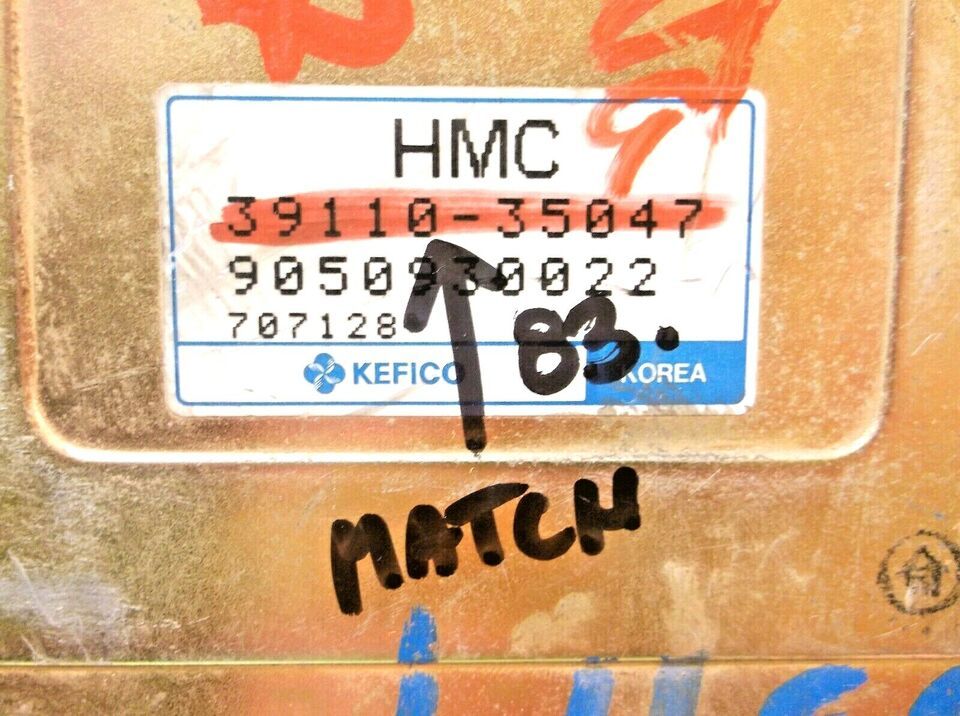 HMC
39110-35047
9050930022
707128
83.
KEFICO KOREA
MATCH